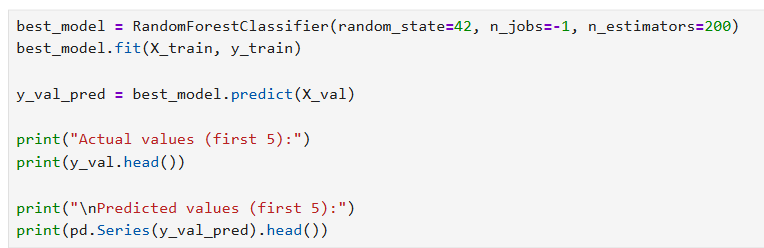 best_model = RandomForestClassifier(random_state=42, n_jobs=-1, n_estimators=200)
best_model.fit(X_train, y_train)
y_val_pred = best_model.predict(X_val)
print("Actual values (first 5):")
print(y_val.head())
print("\nPredicted values (first 5):")
print(pd.Series(y_val_pred).head())